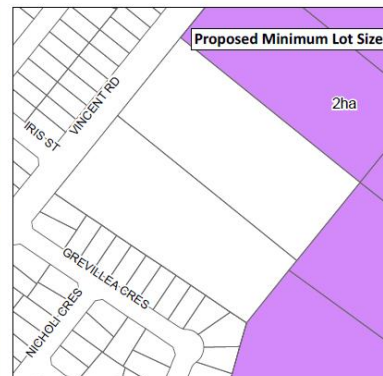 Proposed Minimum Lot Size
2ha
VINCENT RD
IRIS ST
GREVILLEA CRES
NICHOLI CRES